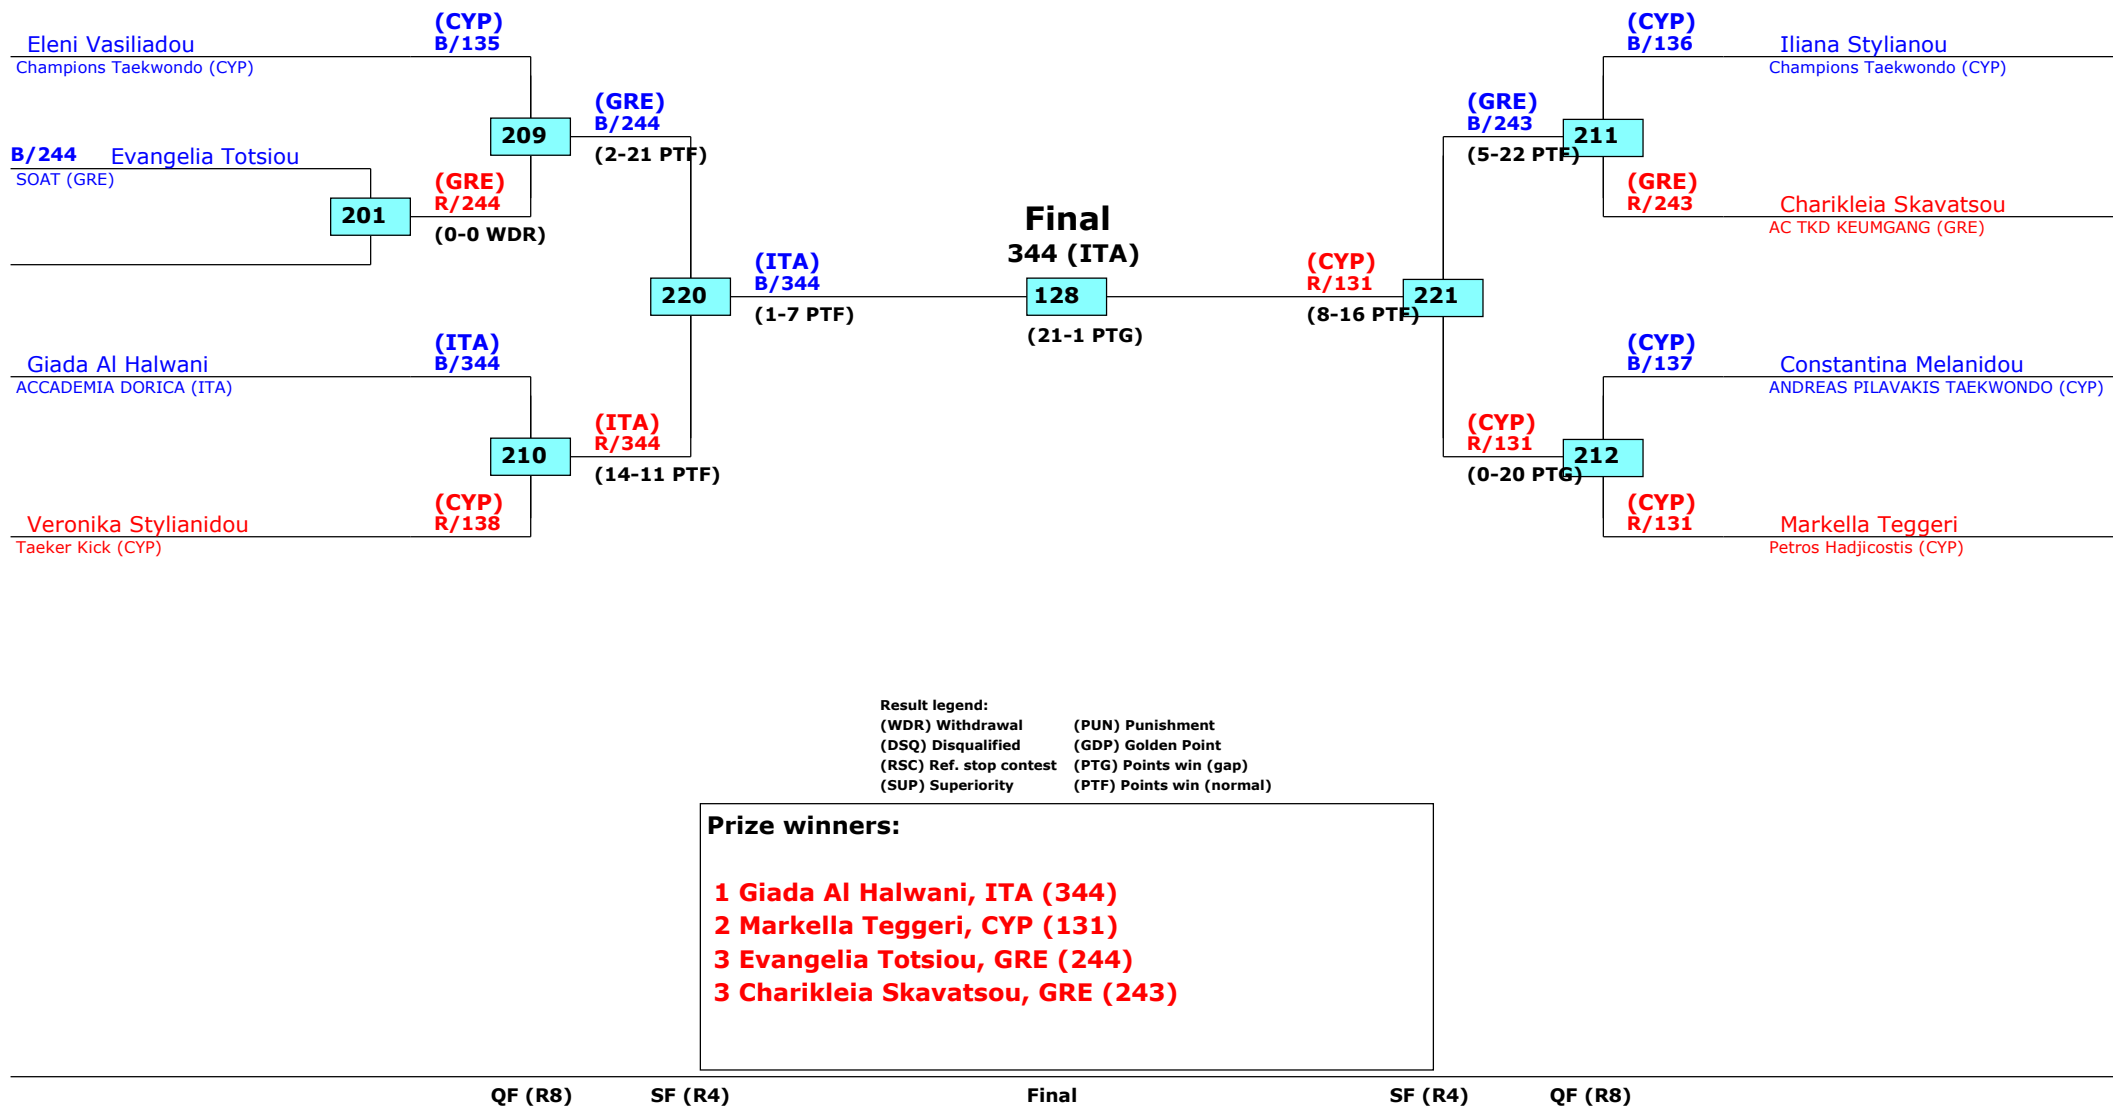 (CYP)
Eleni Vasiliadou B/135
Champions Taekwondo (CYP)
(GRE)
B/244
209
(2-21 PTF)
B/244 Evangelia Totsiou
SOAT (GRE)
(GRE)
201 R/244
(0-0 WDR)
(ITA)
220 B/344
(1-7 PTF)
(ITA)
Giada Al Halwani B/344
ACCADEMIA DORICA (ITA)
(ITA)
R/344
210
(14-11 PTF)
(CYP)
Veronika Stylianidou R/138
Taeker Kick (CYP)
Final
344 (ITA)
128
(21-1 PTG)
(CYP)
B/136 Iliana Stylianou
Champions Taekwondo (CYP)
(GRE)
B/243
211
(5-22 PTF)
(GRE)
R/243 Charikleia Skavatsou
AC TKD KEUMGANG (GRE)
(CYP)
R/131 221
(8-16 PTF)
(CYP)
B/137 Constantina Melanidou
ANDREAS PILAVAKIS TAEKWONDO (CYP)
(CYP)
R/131
212
(0-20 PTG)
(CYP)
R/131 Markella Teggeri
Petros Hadjicostis (CYP)
Result legend:
(WDR) Withdrawal (PUN) Punishment
(DSQ) Disqualified (GDP) Golden Point
(RSC) Ref. stop contest (PTG) Points win (gap)
(SUP) Superiority (PTF) Points win (normal)
Prize winners:
1 Giada Al Halwani, ITA (344)
2 Markella Teggeri, CYP (131)
3 Evangelia Totsiou, GRE (244)
3 Charikleia Skavatsou, GRE (243)
QF (R8) SF (R4) Final SF (R4) QF (R8)